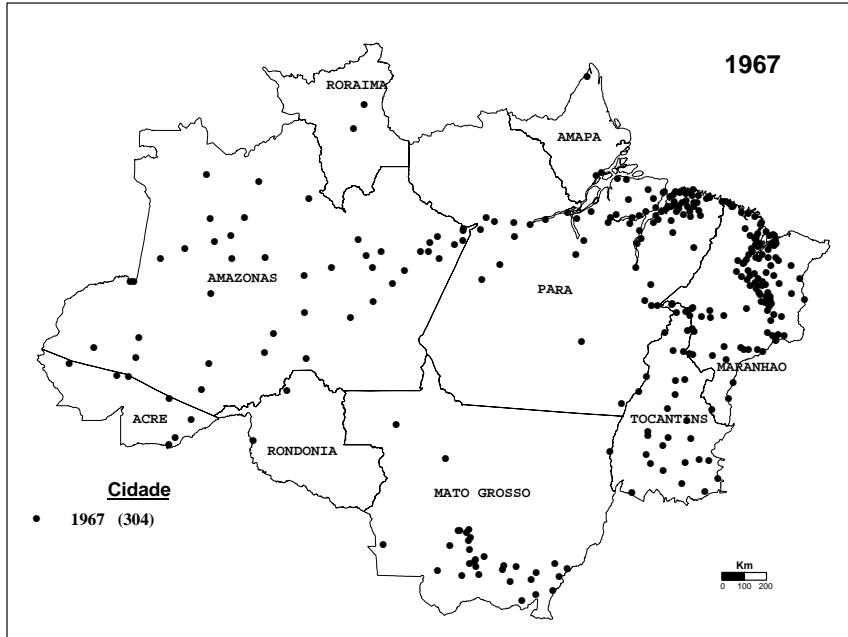 1967
RORAIMA
AMAPA
AMAZONAS
PARA
MARANHAO
ACRE
TOCANTINS
RONDONIA
MATO GROSSO
Cidade
1967 (304)
Km
0 100 200